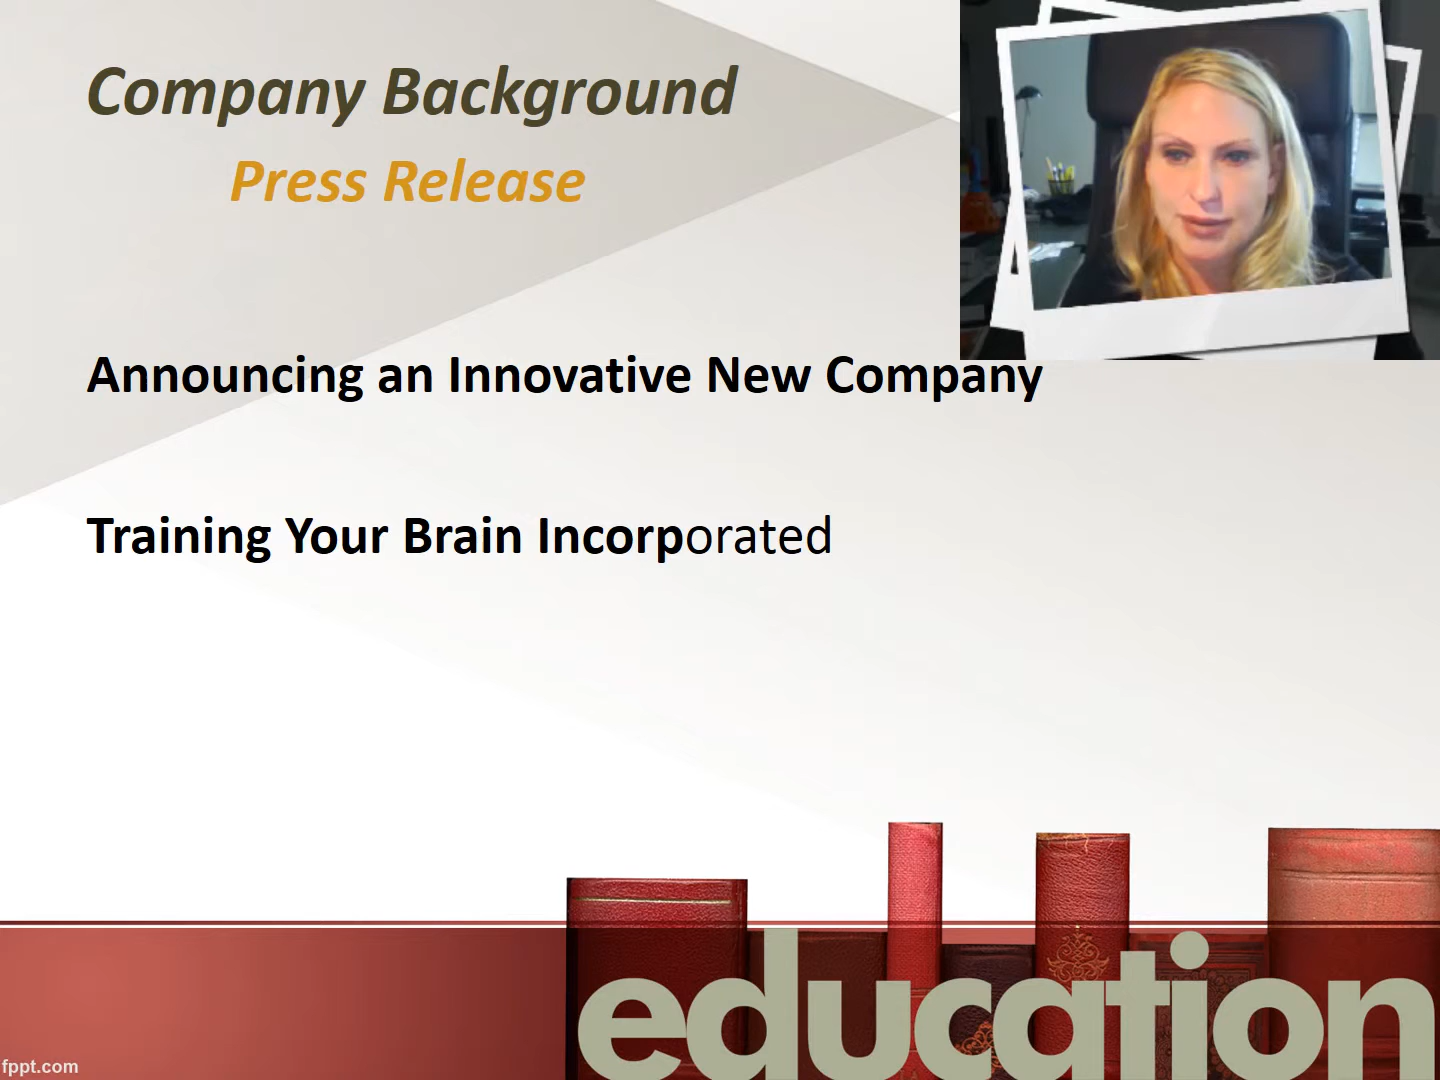 Company Background
Press Release
Announcing an Innovative New Company
Training Your Brain Incorporated
education
fppt.com